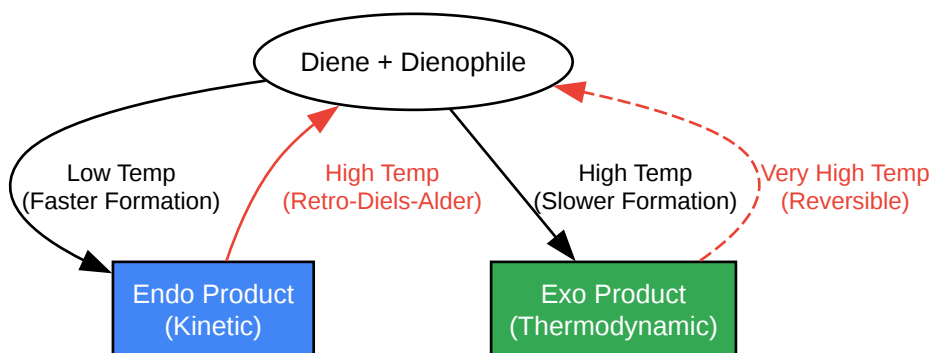 Diene + Dienophile
Low Temp
(Faster Formation)
High Temp
(Retro-Diels-Alder)
High Temp
(Slower Formation)
Very High Temp
(Reversible)
Endo Product
(Kinetic)
Exo Product
(Thermodynamic)